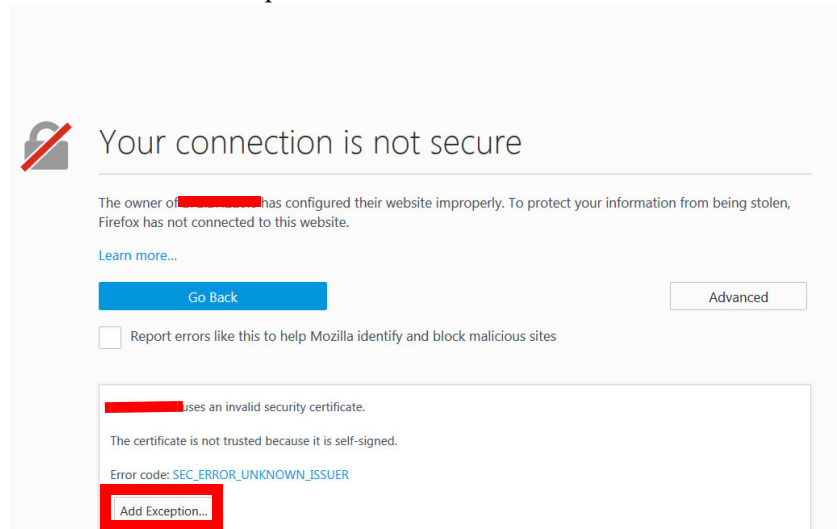 Your connection is not secure
The owner of has configured their website improperly. To protect your information from being stolen,
Firefox has not connected to this website.
Learn more...
Go Back
Advanced
Report errors like this to help Mozilla identify and block malicious sites
uses an invalid security certificate.
The certificate is not trusted because it is self-signed.
Error code: SEC_ERROR_UNKNOWN_ISSUER
Add Exception...